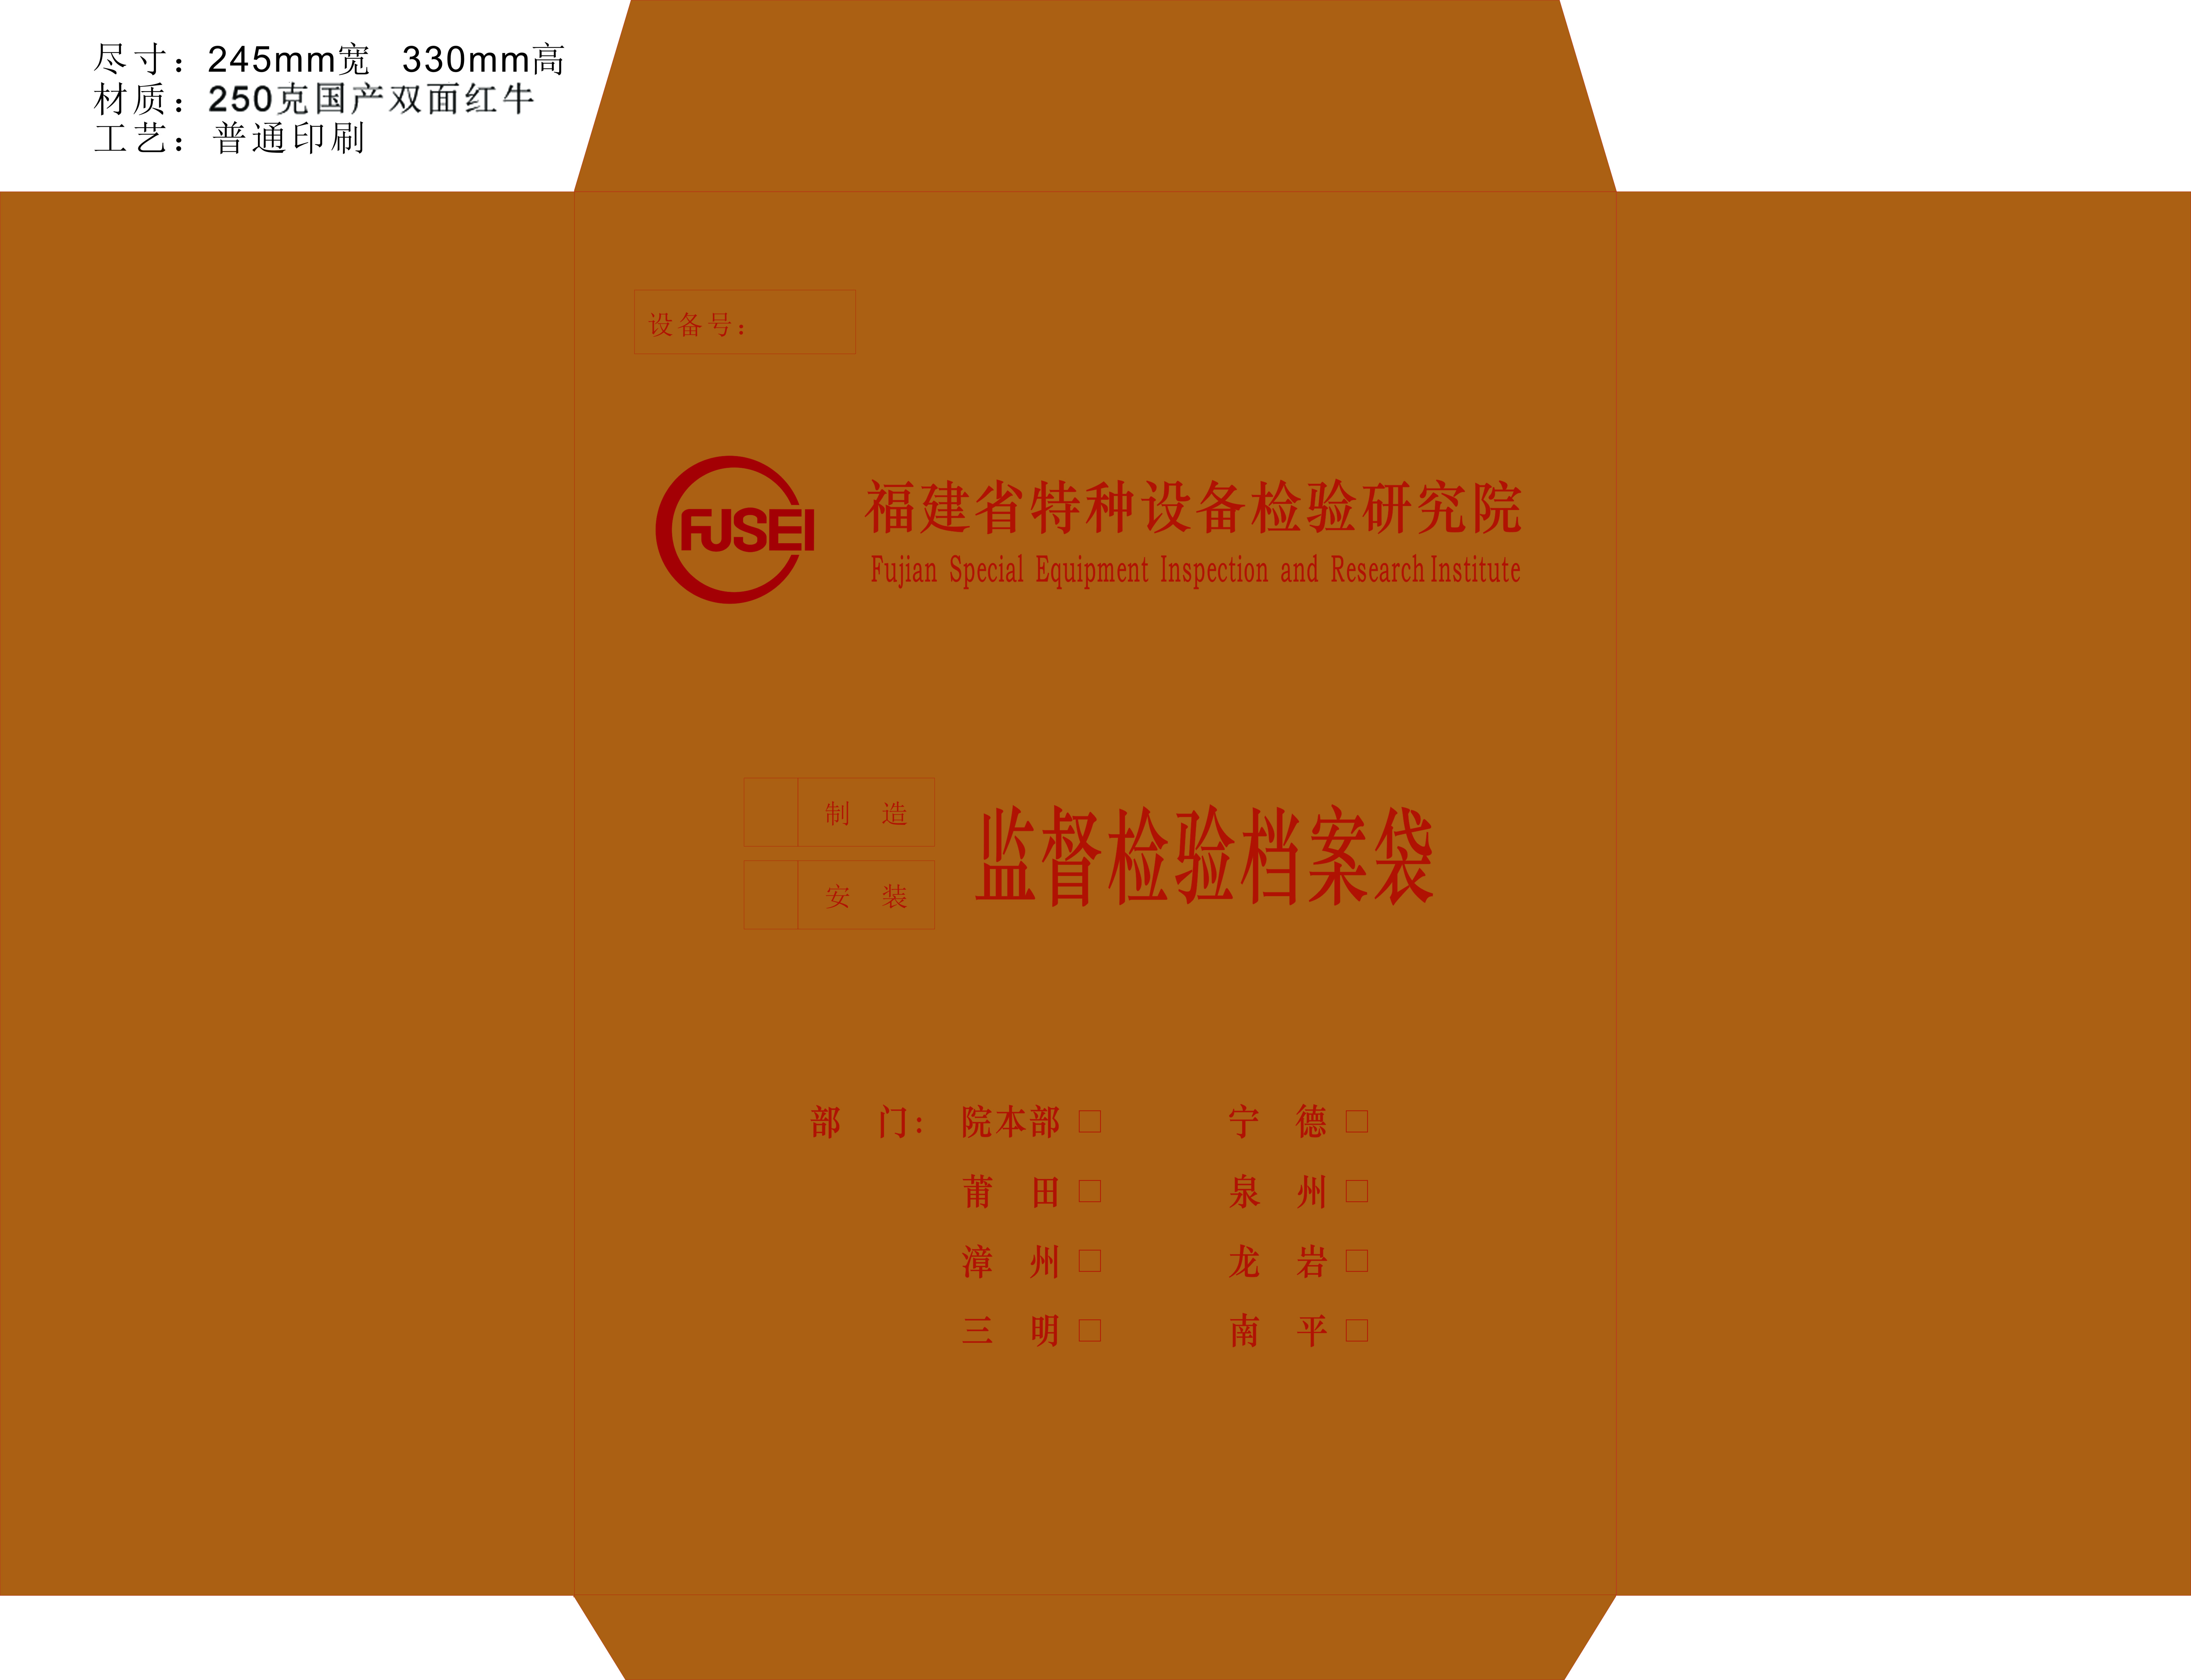 尽寸：245mm宽 330mm高
材质：250克国产双面红牛
工艺：普通印刷
设备号：
FUSEI
福建省特种设备检验研究院
Fujian Special Equipment Inspection and Research Institute
制 造
安 装
监督检验档案袋
部 门：院本部□ 宁 德□
莆 田□ 泉 州□
漳 州□ 龙 岩□
三 明□ 南 平□